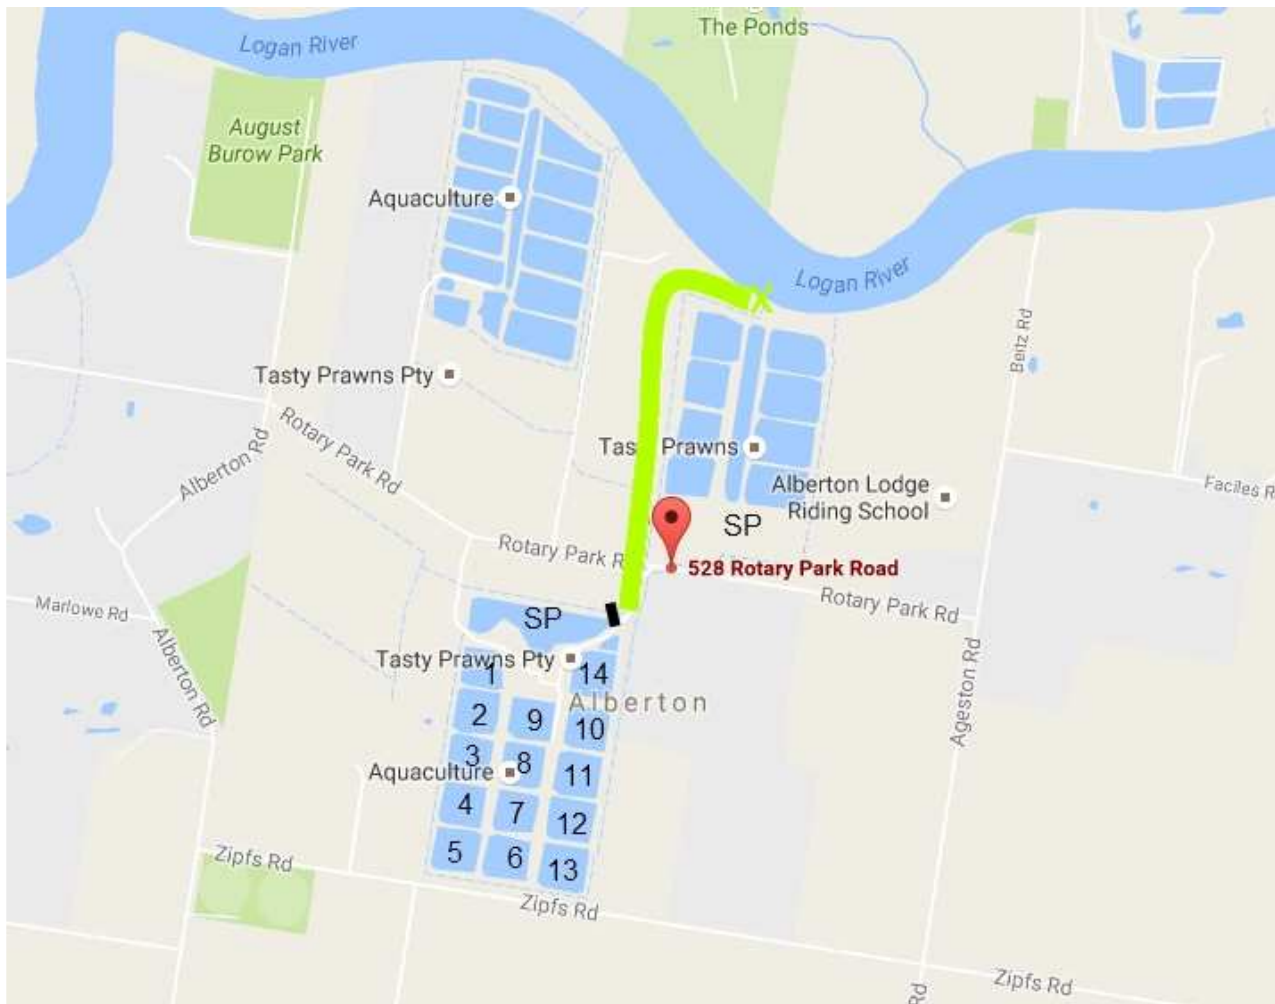 The Ponds
Logan River
August
Burow Park
Aquaculture
Logan River
Beitz Rd
Tasty Prawns Pty
Rotary Park Rd
Alberton Rd
Tas Prawns
Alberton Lodge
Riding School
Faciles R
SP
Rotary Park R
528 Rotary Park Road
Rotary Park Rd
Marlowe Rd
SP
Alberton Rd
Tasty Prawns Pty
1
14
Alberton
Ageston Rd
2
9
10
3
8
Aquaculture
11
4
7
12
5
6
13
Zipfs Rd
Zipfs Rd
Zipfs Rd
Rd